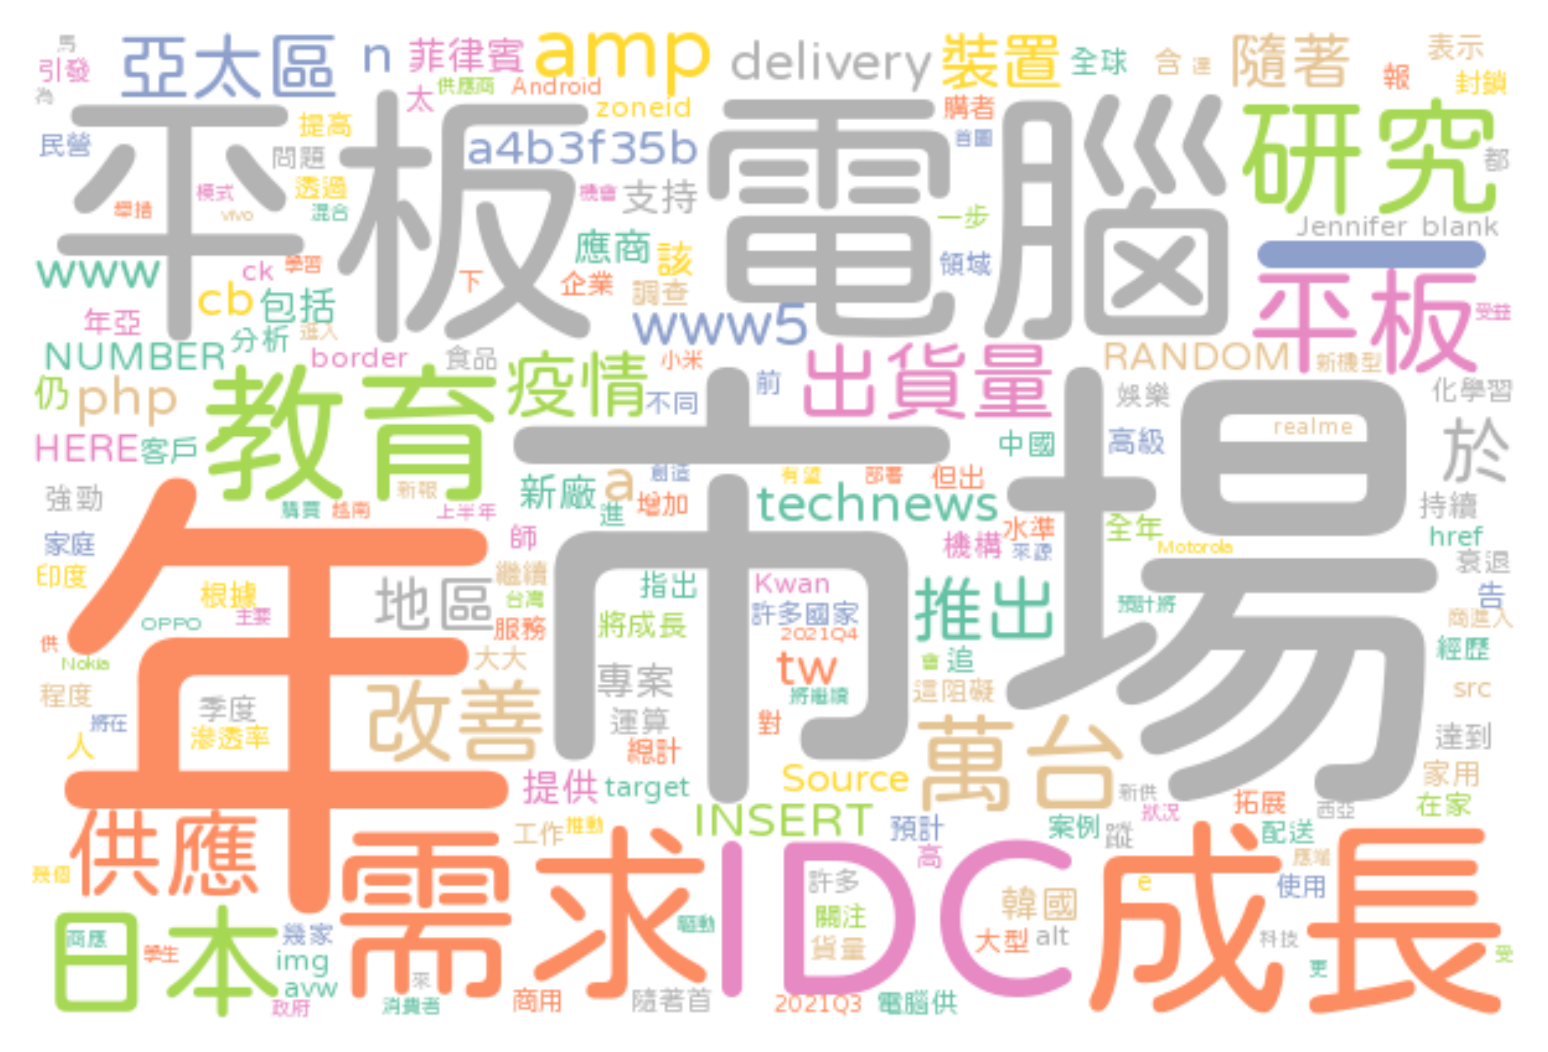 馬
引發
為
亞太區
n
菲律賓
太
供應商
Android
amp
zoneid
delivery
裝置
購者
首圖
全球
含
達
隨著
表示
報
封鎖
民營
平板電腦
提高
問題
透過
混合
模式
vivo
學習
a4b3f35b
機會
支持
一步
領域
研究
都
Jennifer blank
www
ck
cb
包括
年亞
分析
進入
下
企業
應商
該
調查
www5
平板
受益
NUMBER
border
食品
疫情
小米
不同
前
出貨量
RANDOM
新機型
娛樂
化學習
仍
php
HERE
客戶
教育
新報
購買
越南
上半年
強勁
市場
realme
中國
高級
於
新廠
進
a
創造
增加
有望
部署
但出
technews
水準
機構
來源
全年
持續
href
Motorola
衰退
家庭
印度
根據
主要
OPPO
供
Nokia
年
師
地區
繼續
台灣
服務
大大
指出
將成長
Kwan
許多國家
2021Q4
tw
將繼續
推出
會
追
這阻礙
預計將
告
商進入
經歷
src
程度
將在
人
季度
滲透率
改善
專案
運算
總計
對
達到
家用
在家
提供
target
Source
萬台
新供
狀況
拓展
西亞
配送
供應
幾個
工作
推動
INSERT
預計
高
案例
蹤
需求
IDC
成長
e
應端
使用
日本
商應
學生
幾家
img
avw
政府
來
消費者
商用
驅動
隨著首
許多
關注
貨量
2021Q3
電腦供
韓國
大型
alt
科技
更
受